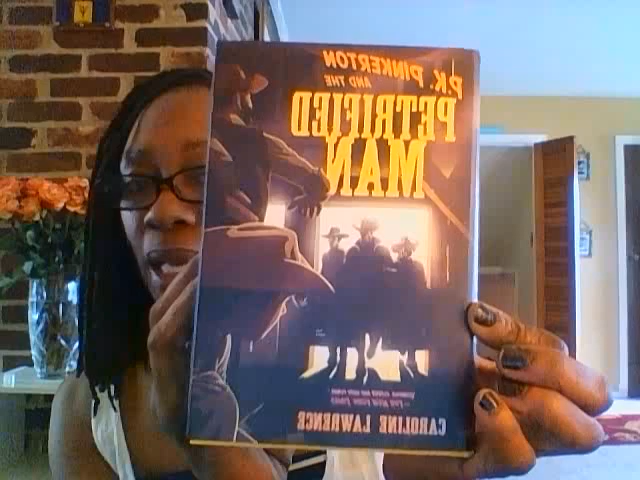 P.K. PINKERTON
AND THE
PETRIFIED
MAN
CAROLINE LAWRENCE